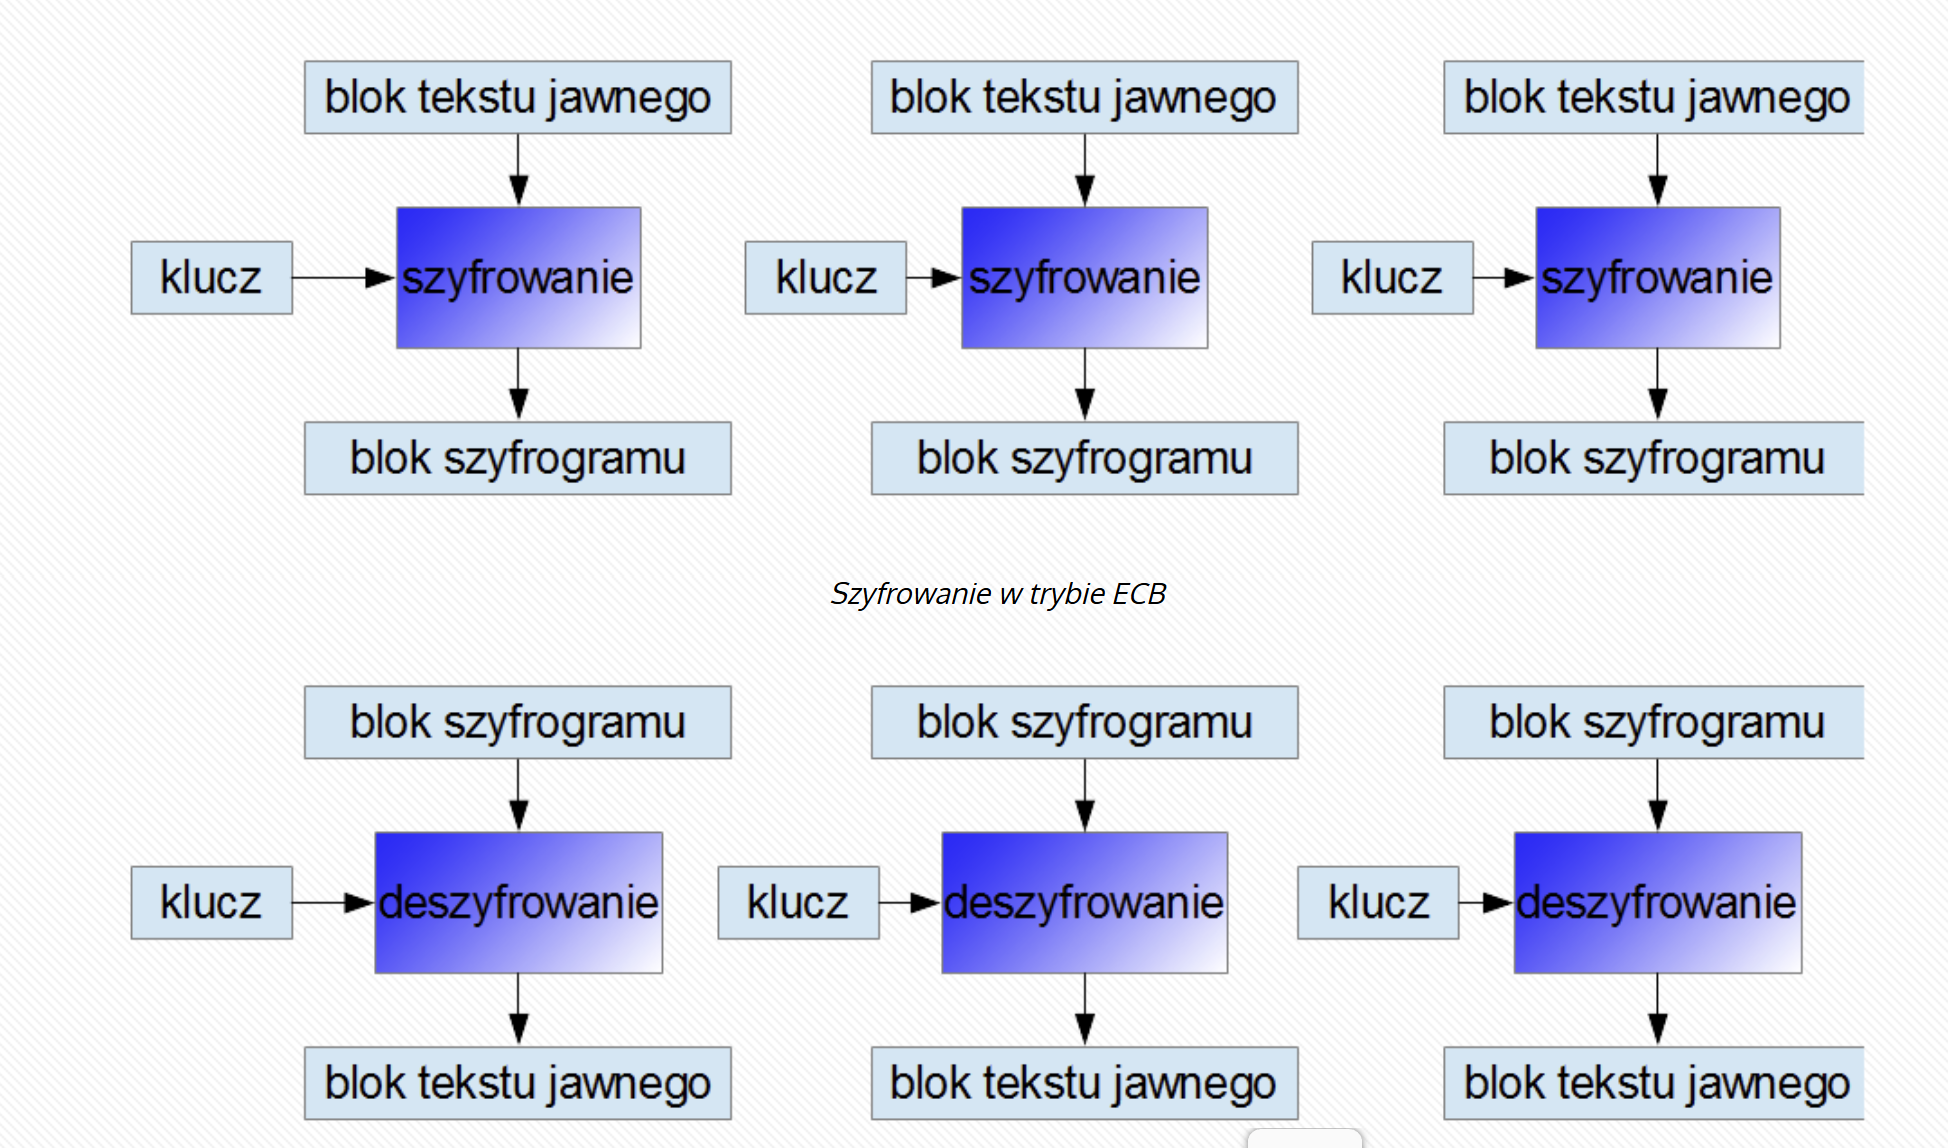 blok tekstu jawnego blok tekstu jawnego blok tekstu jawnego
klucz szyfrowanie klucz szyfrowanie klucz szyfrowanie
blok szyfrogramu blok szyfrogramu blok szyfrogramu
Szyfrowanie w trybie ECB
blok szyfrogramu blok szyfrogramu blok szyfrogramu
klucz deszyfrowanie klucz deszyfrowanie klucz deszyfrowanie
blok tekstu jawnego blok tekstu jawnego blok tekstu jawnego